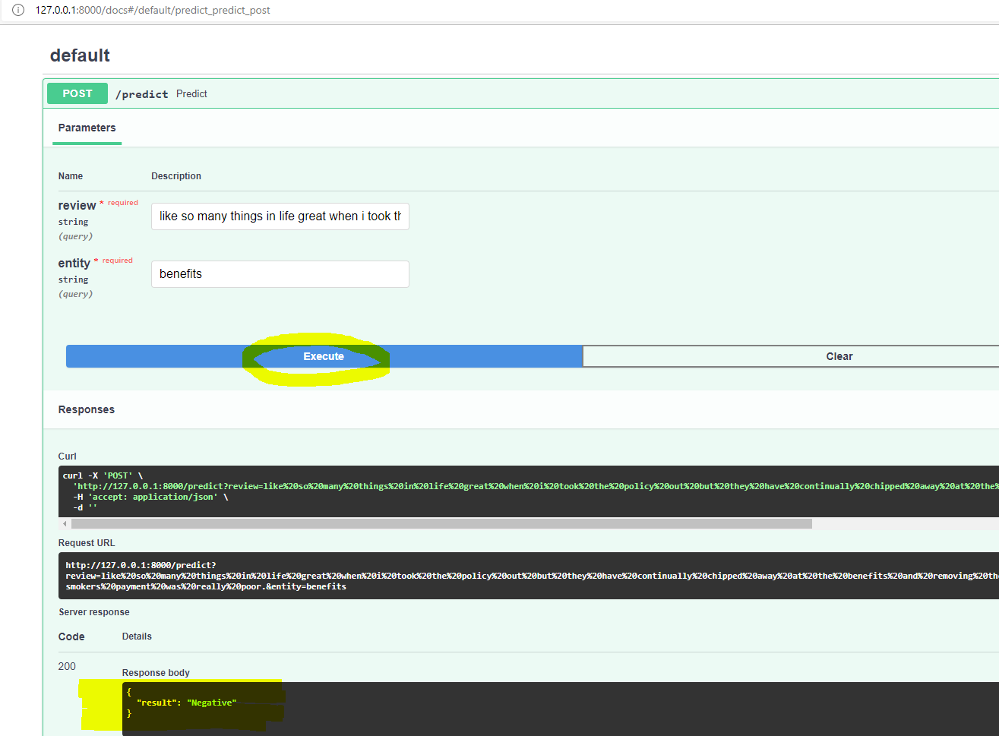 127.0.0.1:8000/docs#/default/predict_predict_post
default
POST /predict Predict
Parameters
Name Description
review * required
string
(query)
like so many things in life great when i took th
entity * required
string
(query)
benefits
Execute Clear
Responses
Curl
curl -X 'POST' \
'http://127.0.0.1:8000/predict?review=like%20so%20many%20things%20in%20life%20great%20when%20i%20took%20the%20policy%20out%20but%20they%20have%20continually%20chipped%20away%20at%20the%
-H 'accept: application/json' \
-d ''
Request URL
http://127.0.0.1:8000/predict?
review=like%20so%20many%20things%20in%20life%20great%20when%20i%20took%20the%20policy%20out%20but%20they%20have%20continually%20chipped%20away%20at%20the%20benefits%20and%20removing%20th
smokers%20payment%20was%20really%20poor.&entity=benefits
Server response
Code Details
200
Response body
{
"result": "Negative"
}